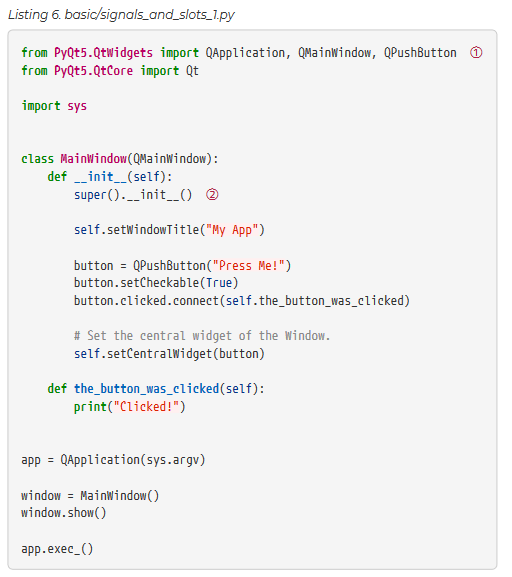 Listing 6. basic/signals_and_slots_1.py
from PyQt5.QtWidgets import QApplication, QMainWindow, QPushButton ①
from PyQt5.QtCore import Qt
import sys
class MainWindow(QMainWindow):
    def __init__(self):
        super().__init__() ②
        self.setWindowTitle("My App")
        button = QPushButton("Press Me!")
        button.setCheckable(True)
        button.clicked.connect(self.the_button_was_clicked)
        # Set the central widget of the Window.
        self.setCentralWidget(button)
    def the_button_was_clicked(self):
        print("Clicked!")
app = QApplication(sys.argv)
window = MainWindow()
window.show()
app.exec_()